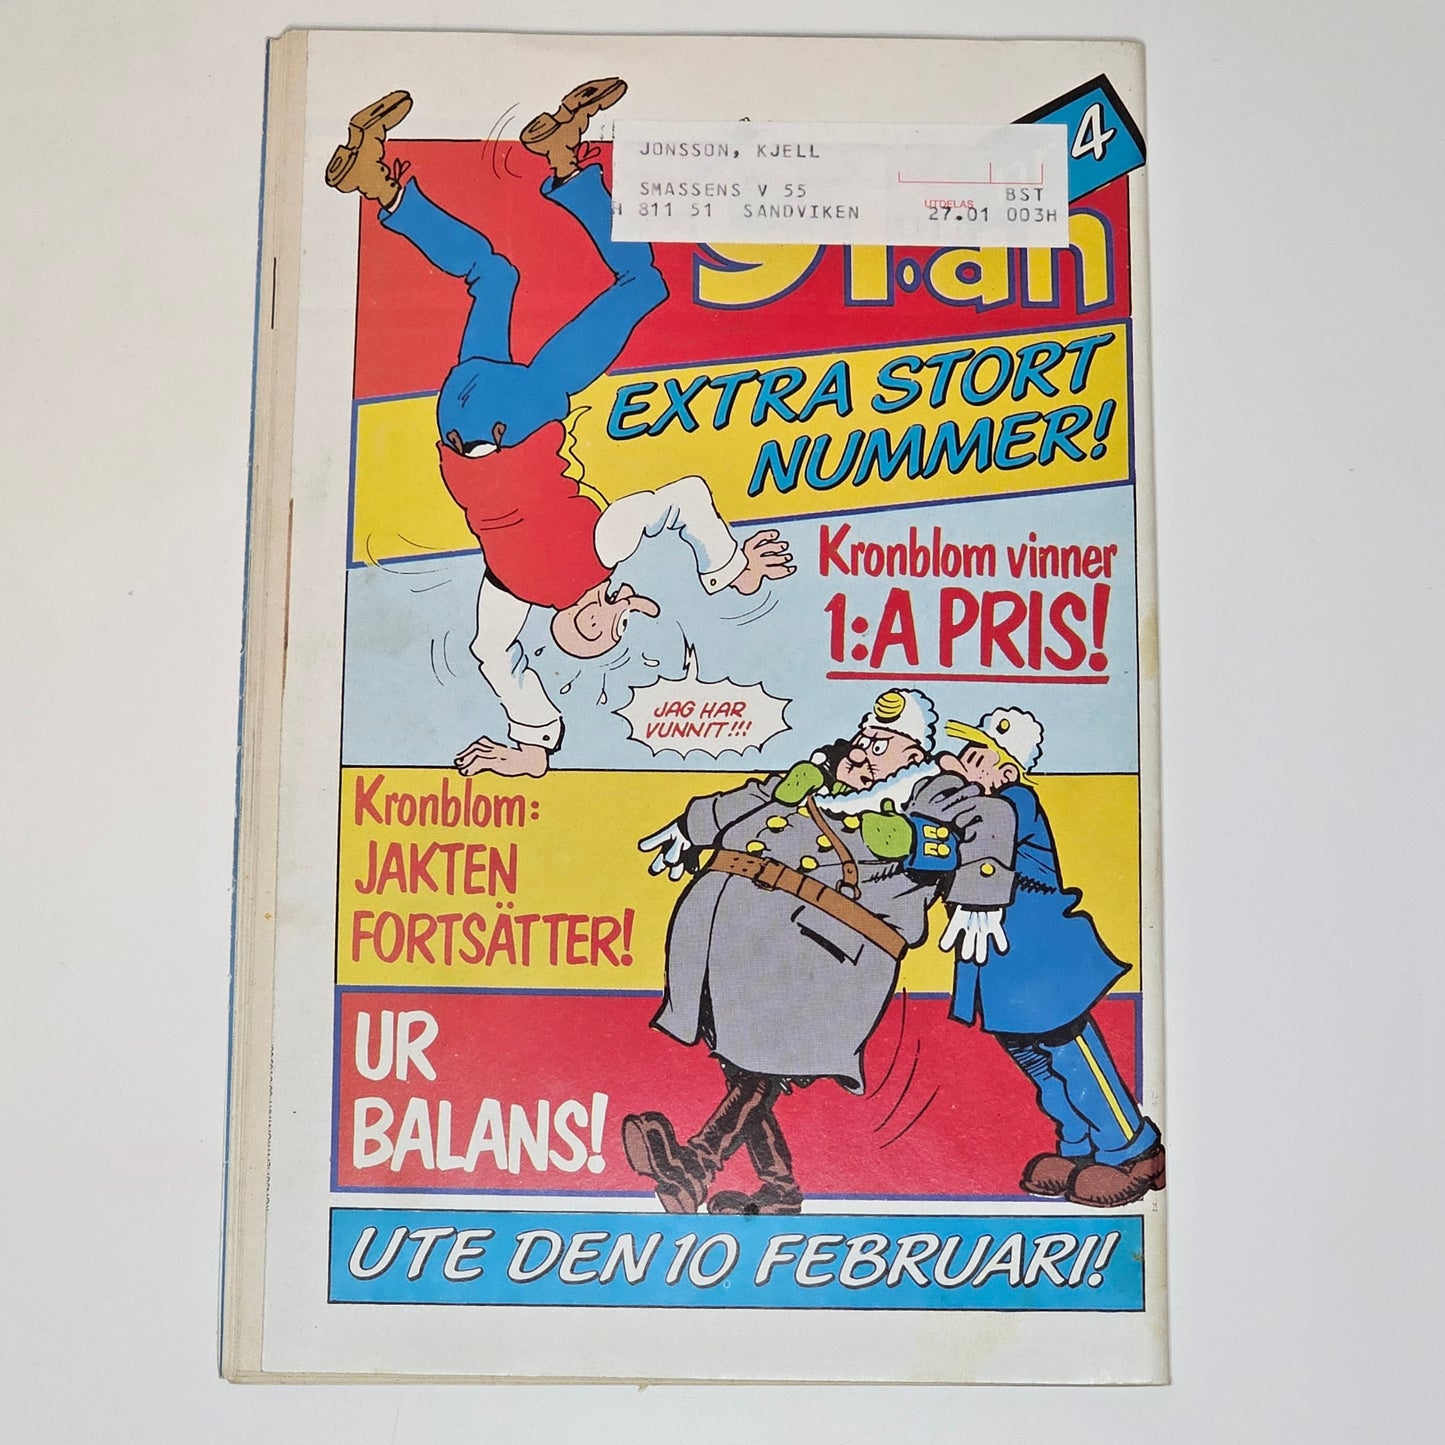 4
JONSSON, KJELL
SMASSENS V 55
BST
UTDELAS
H 811 51 SANDVIKEN
27.01 003H
91:an
EXTRA STORT
NUMMER!
Kronblom vinner
1:A PRIS!
JAG HAR
VUNNIT!!!
Kronblom:
JAKTEN
FORTSÄTTER!
UR
BALANS!
UTE DEN 10 FEBRUARI!